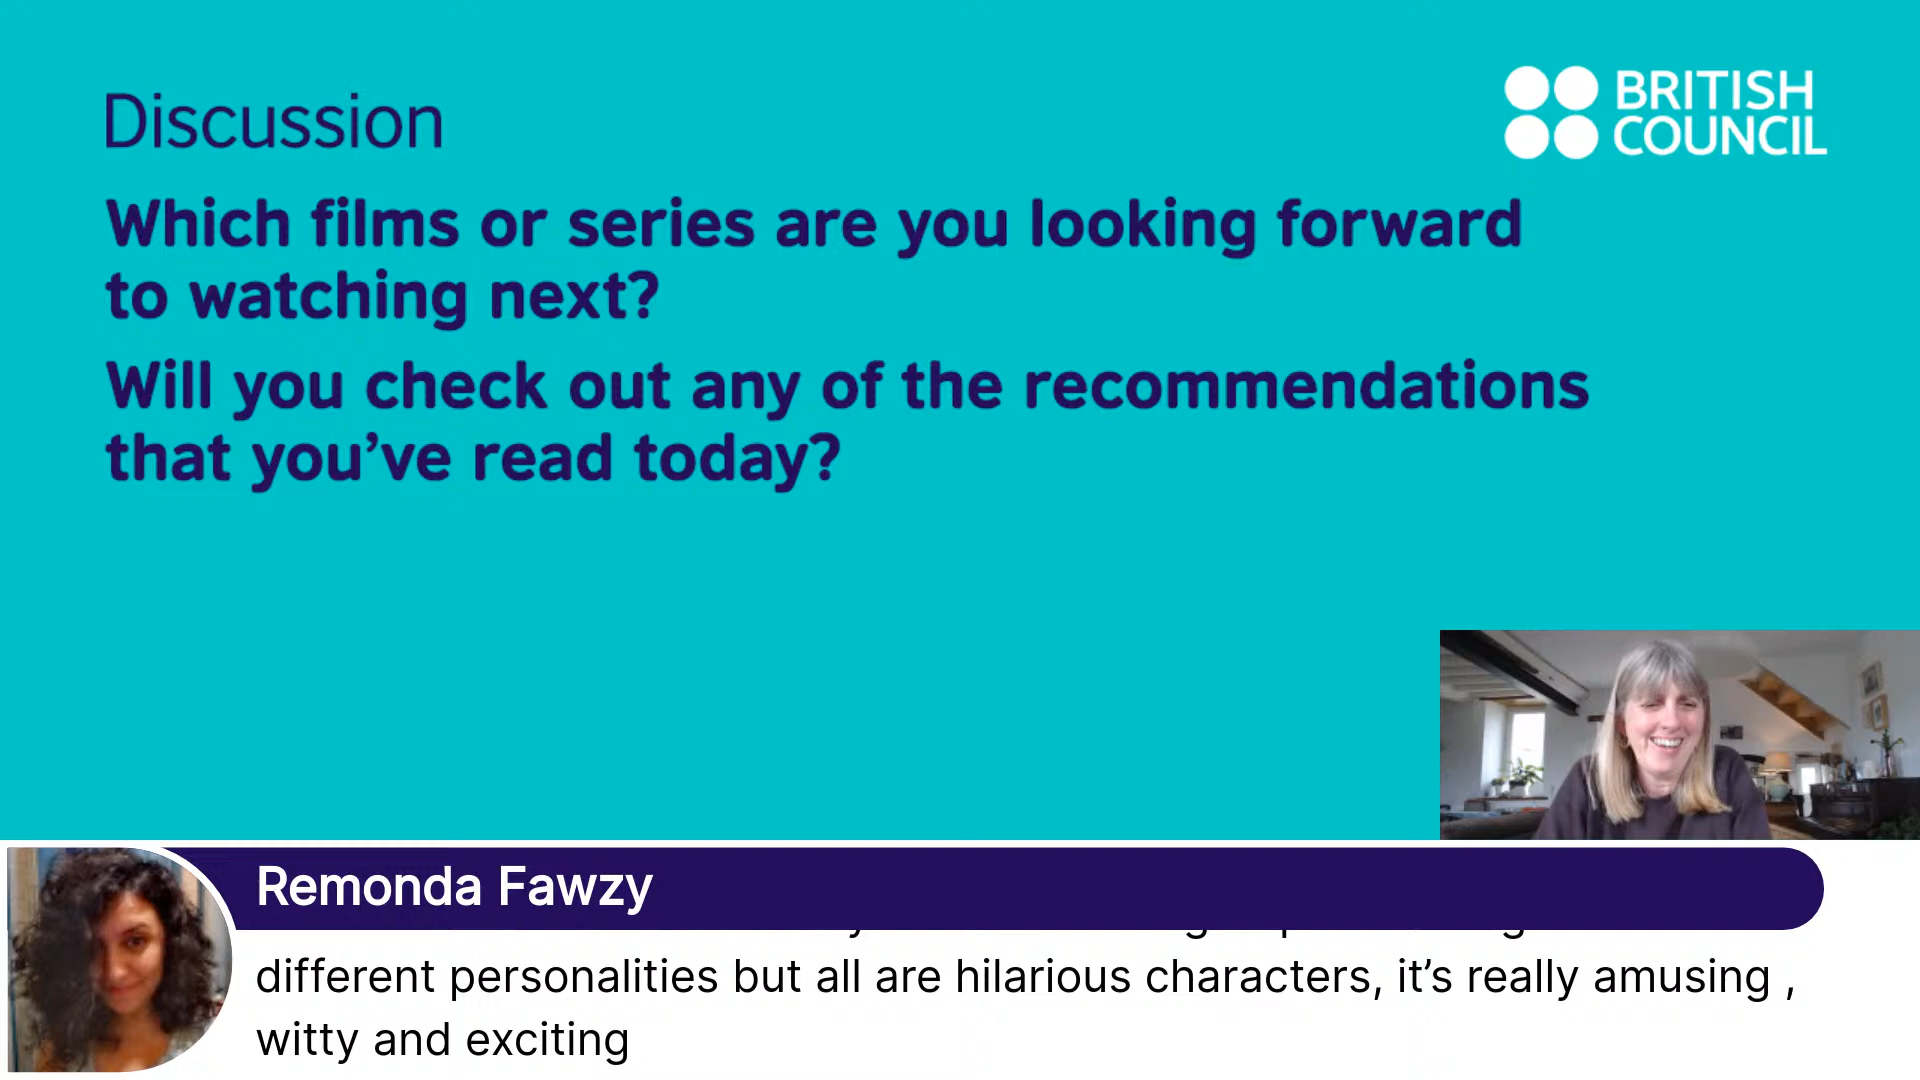 Discussion
BRITISH
COUNCIL
Which films or series are you looking forward
to watching next?
Will you check out any of the recommendations
that you’ve read today?
Remonda Fawzy
different personalities but all are hilarious characters, it’s really amusing ,
witty and exciting